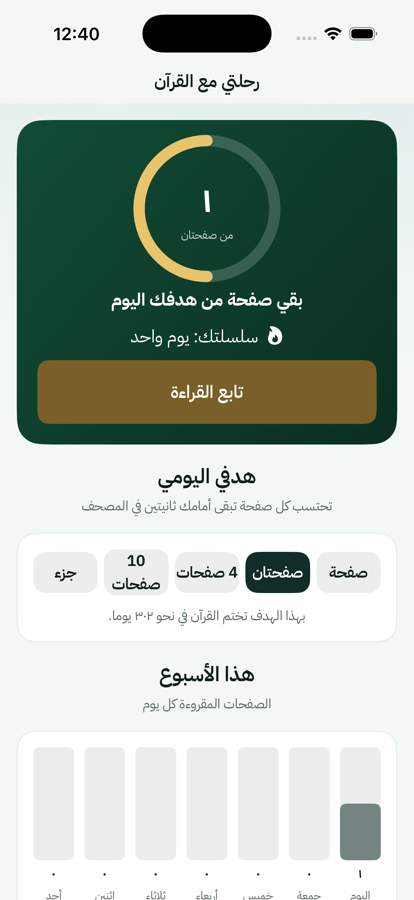 12:40
رحلتي مع القرآن
١
من صفحتان
بقي صفحة من هدفك اليوم
سلسلتك: يوم واحد
تابع القراءة
هدفي اليومي
تحتسب كل صفحة تبقى أمامك ثانيتين في المصحف
صفحة
صفحتان
4 صفحات
10
صفحات
جزء
بهذا الهدف تختم القرآن في نحو ٣٠٢ يوما.
هذا الأسبوع
الصفحات المقروءة كل يوم
١ ٠ ٠ ٠ ٠ ٠ ٠
اليوم جمعة خميس أربعاء ثلاثاء اثنين أحد